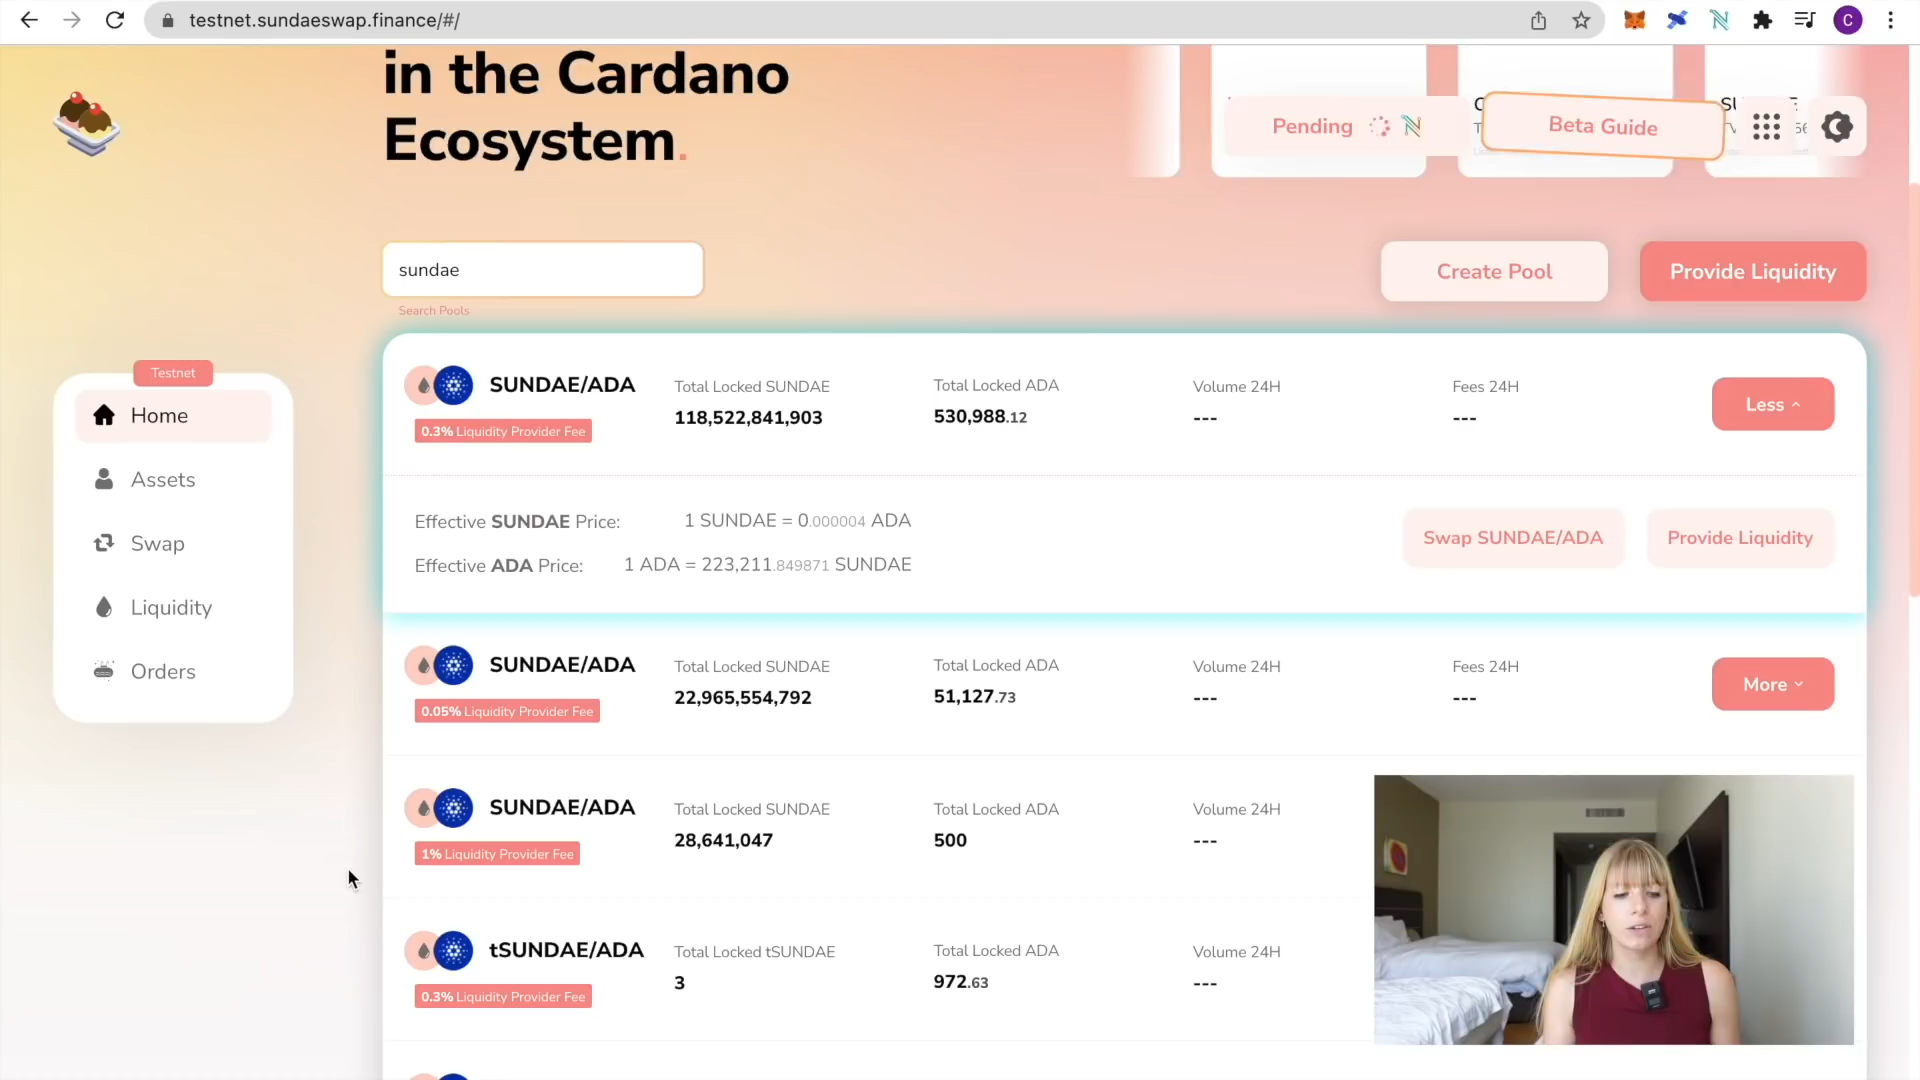 testnet.sundaeswap.finance/#/
C
in the Cardano
Ecosystem.
Pending
Beta Guide
sundae
Search Pools
Create Pool
Provide Liquidity
Testnet
Home
Assets
Swap
Liquidity
Orders
SUNDAE/ADA
0.3% Liquidity Provider Fee
Total Locked SUNDAE
118,522,841,903
Total Locked ADA
530,988.12
Volume 24H
---
Fees 24H
---
Less
Effective SUNDAE Price: 1 SUNDAE = 0.000004 ADA
Effective ADA Price: 1 ADA = 223,211.849871 SUNDAE
Swap SUNDAE/ADA
Provide Liquidity
SUNDAE/ADA
0.05% Liquidity Provider Fee
Total Locked SUNDAE
22,965,554,792
Total Locked ADA
51,127.73
Volume 24H
---
Fees 24H
---
More
SUNDAE/ADA
1% Liquidity Provider Fee
Total Locked SUNDAE
28,641,047
Total Locked ADA
500
Volume 24H
---
tSUNDAE/ADA
0.3% Liquidity Provider Fee
Total Locked tSUNDAE
3
Total Locked ADA
972.63
Volume 24H
---